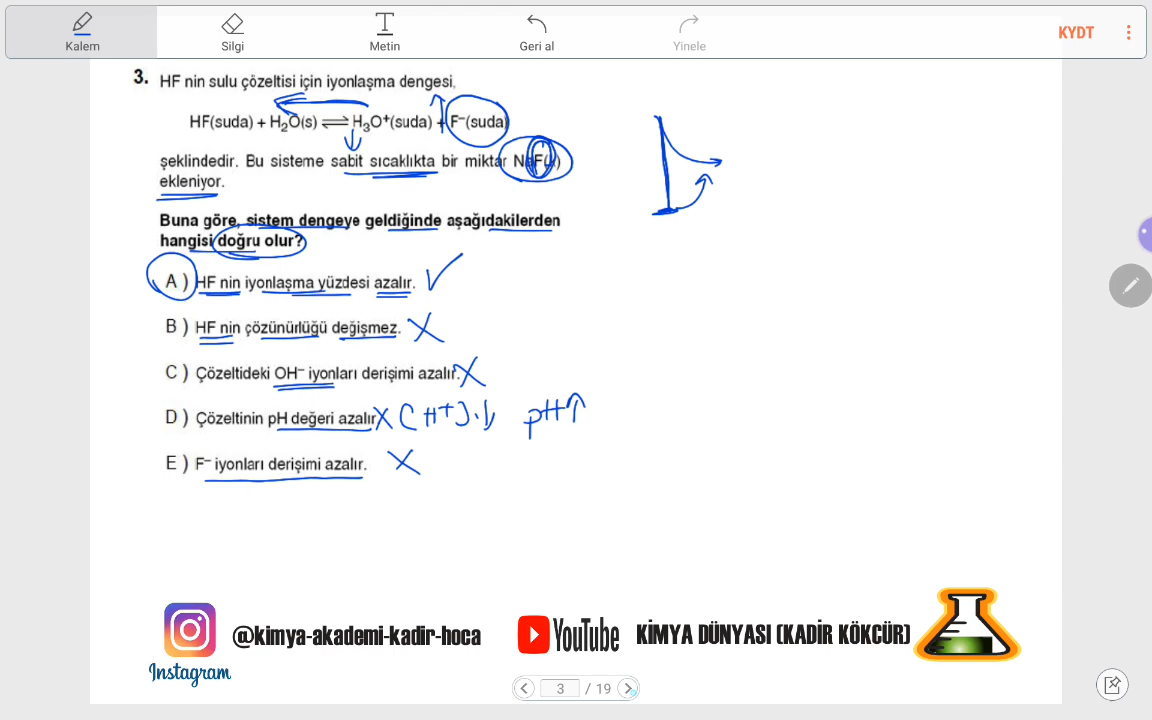 Kalem
Silgi
Metin
Geri al
Yinele
KYDT
3. HF nin sulu çözeltisi için iyonlaşma dengesi,
HF(suda) + H₂O(s) ⇌ H₃O⁺(suda) + F⁻(suda)
şeklindedir. Bu sisteme sabit sıcaklıkta bir miktar NaF(k)
ekleniyor.
Buna göre, sistem dengeye geldiğinde aşağıdakilerden
hangisi doğru olur?
A ) HF nin iyonlaşma yüzdesi azalır.
B ) HF nin çözünürlüğü değişmez.
C ) Çözeltideki OH⁻ iyonları derişimi azalır.
D ) Çözeltinin pH değeri azalır [H+] ↓ pH↑
E ) F⁻ iyonları derişimi azalır.
@kimya-akademi-kadir-hoca
Instagram
YouTube
KİMYA DÜNYASI (KADİR KÖKCÜR)
3 / 19